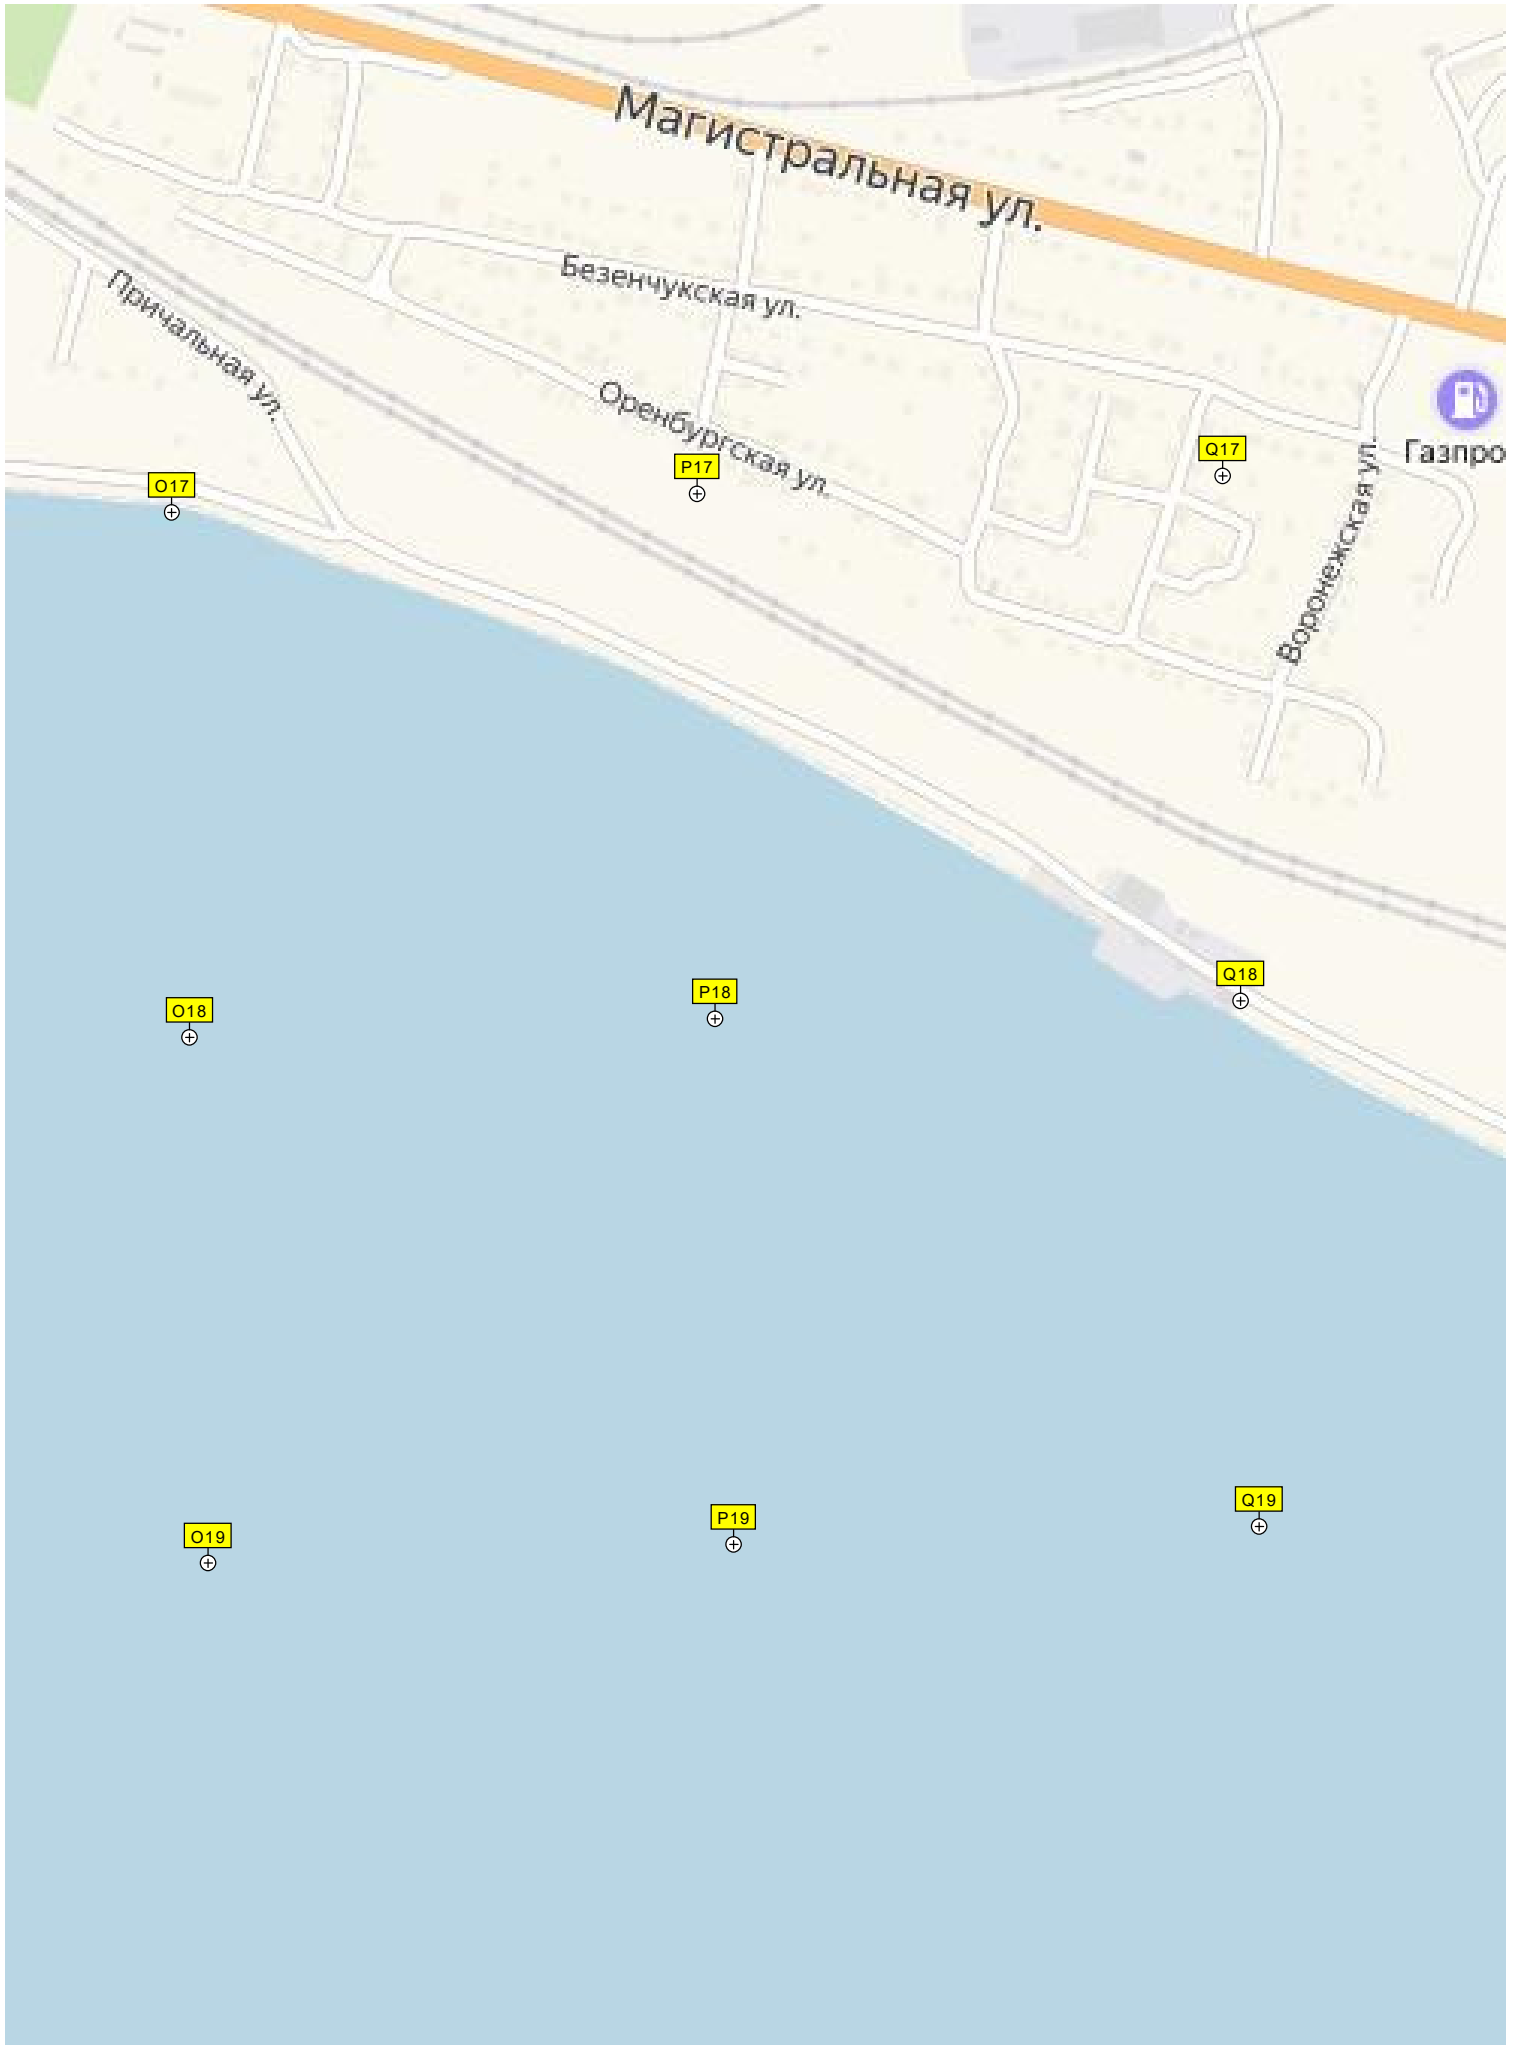 Магистральная ул.
Безенчукская ул.
Причальная ул.
Оренбургская ул.
Газпро
Воронежская ул.
O17
P17
Q17
O18
P18
Q18
O19
P19
Q19